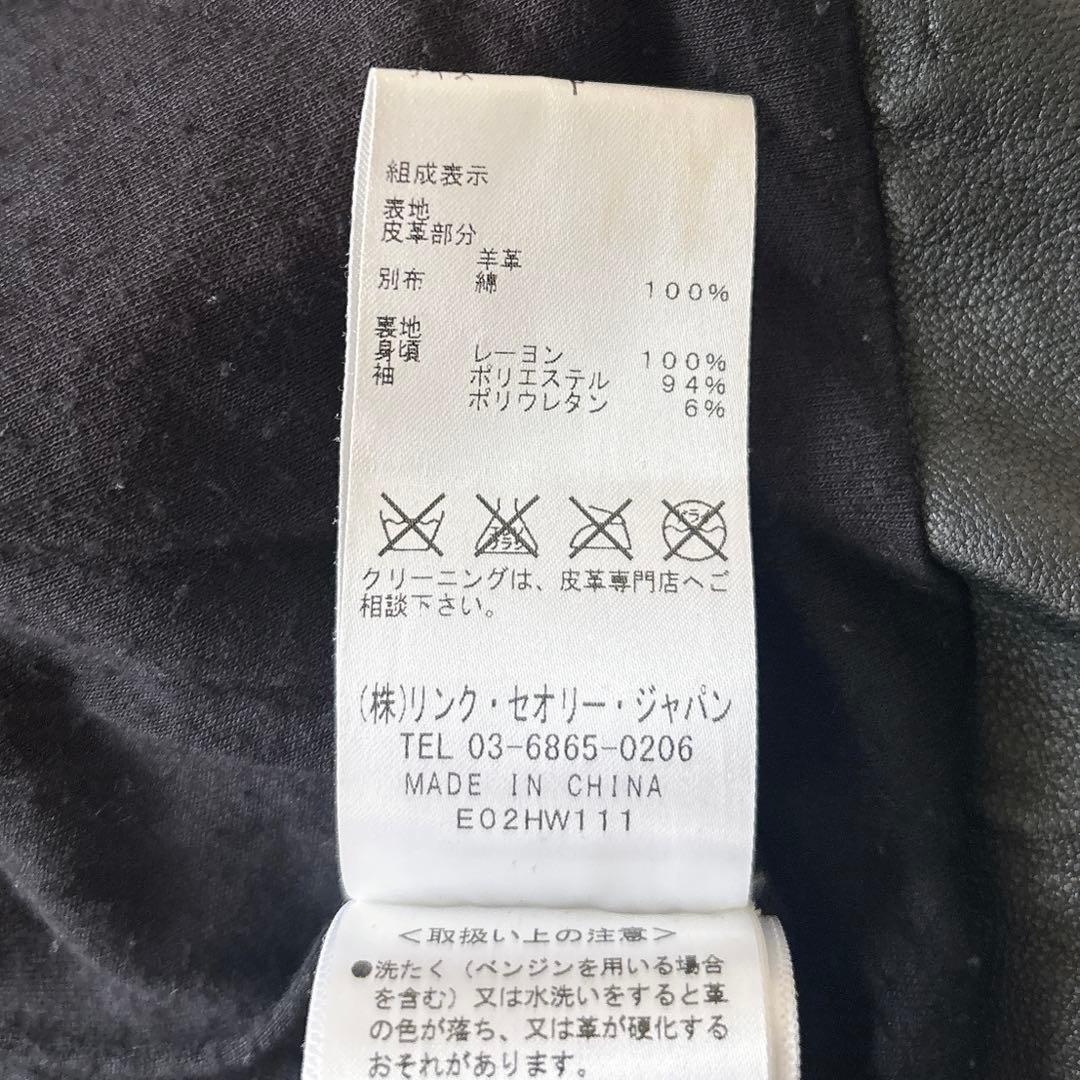 組成表示
表地
皮革部分
羊革
別布 綿 100%
裏地
身頃 レーヨン 100%
袖 ポリエステル 94%
ポリウレタン 6%
クリーニングは、皮革専門店へご
相談下さい。
(株)リンク・セオリー・ジャパン
TEL 03-6865-0206
MADE IN CHINA
E02HW111
<取扱い上の注意>
●洗たく(ベンジンを用いる場合
を含む)又は水洗いをすると革
の色が落ち、又は革が硬化する
おそれがあります。